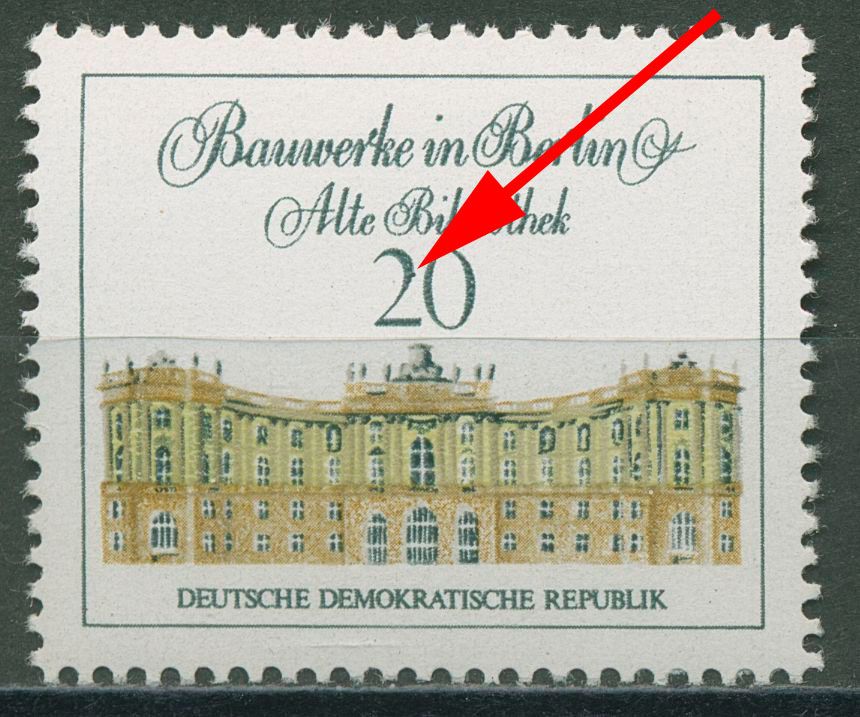 Bauwerke in Berlin
Alte Bibliothek
20
DEUTSCHE DEMOKRATISCHE REPUBLIK